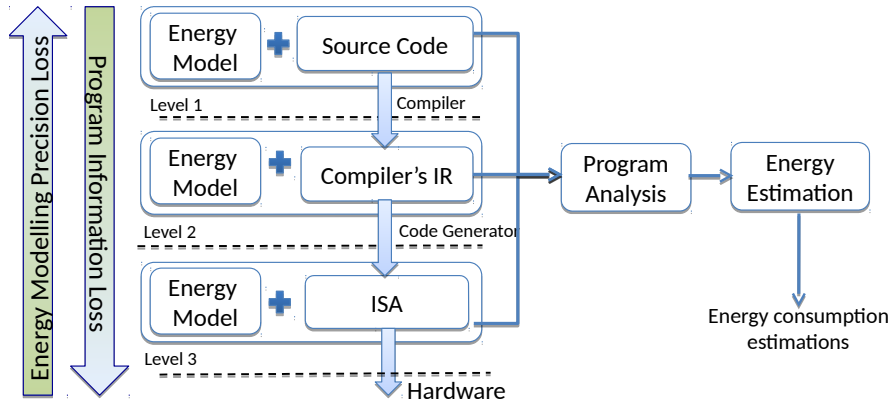 Energy Modelling Precision Loss
Program Information Loss
Energy
Model
Source Code
Level 1
Compiler
Energy
Model
Compiler’s IR
Level 2
Code Generator
Energy
Model
ISA
Level 3
Hardware
Program
Analysis
Energy
Estimation
Energy consumption
estimations